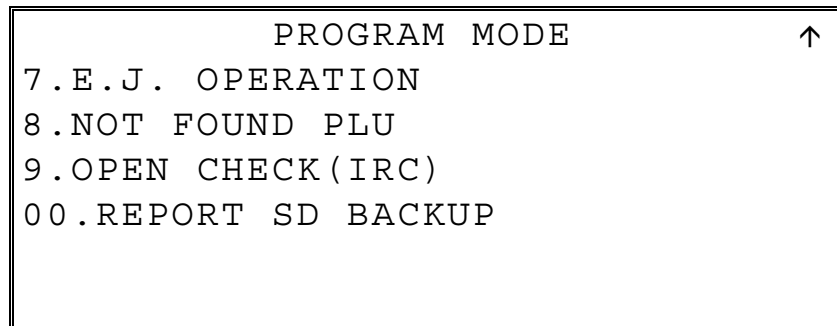 PROGRAM MODE ↑
7.E.J. OPERATION
8.NOT FOUND PLU
9.OPEN CHECK(IRC)
00.REPORT SD BACKUP